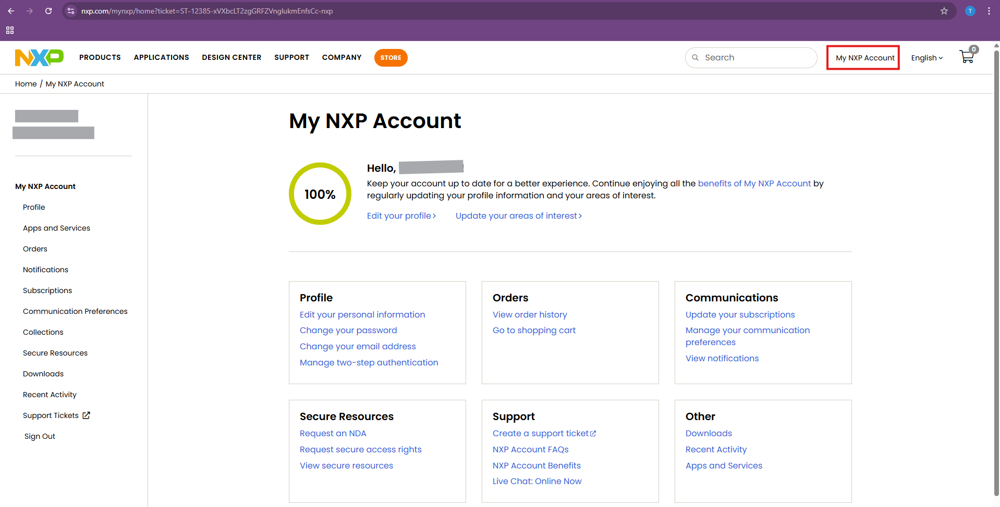 nxp.com/mynxp/home?ticket=ST-12385-xVXbcLT2zgGRFZVnglukmEnfsCc-nxp
T
NXP
PRODUCTS APPLICATIONS DESIGN CENTER SUPPORT COMPANY STORE
Search
My NXP Account
English
0
Home / My NXP Account
My NXP Account
Profile
Apps and Services
Orders
Notifications
Subscriptions
Communication Preferences
Collections
Secure Resources
Downloads
Recent Activity
Support Tickets
Sign Out
My NXP Account
100%
Hello, !
Keep your account up to date for a better experience. Continue enjoying all the benefits of My NXP Account by
regularly updating your profile information and your areas of interest.
Edit your profile
Update your areas of interest
Profile
Edit your personal information
Change your password
Change your email address
Manage two-step authentication
Orders
View order history
Go to shopping cart
Communications
Update your subscriptions
Manage your communication
preferences
View notifications
Secure Resources
Request an NDA
Request secure access rights
View secure resources
Support
Create a support ticket
NXP Account FAQs
NXP Account Benefits
Live Chat: Online Now
Other
Downloads
Recent Activity
Apps and Services